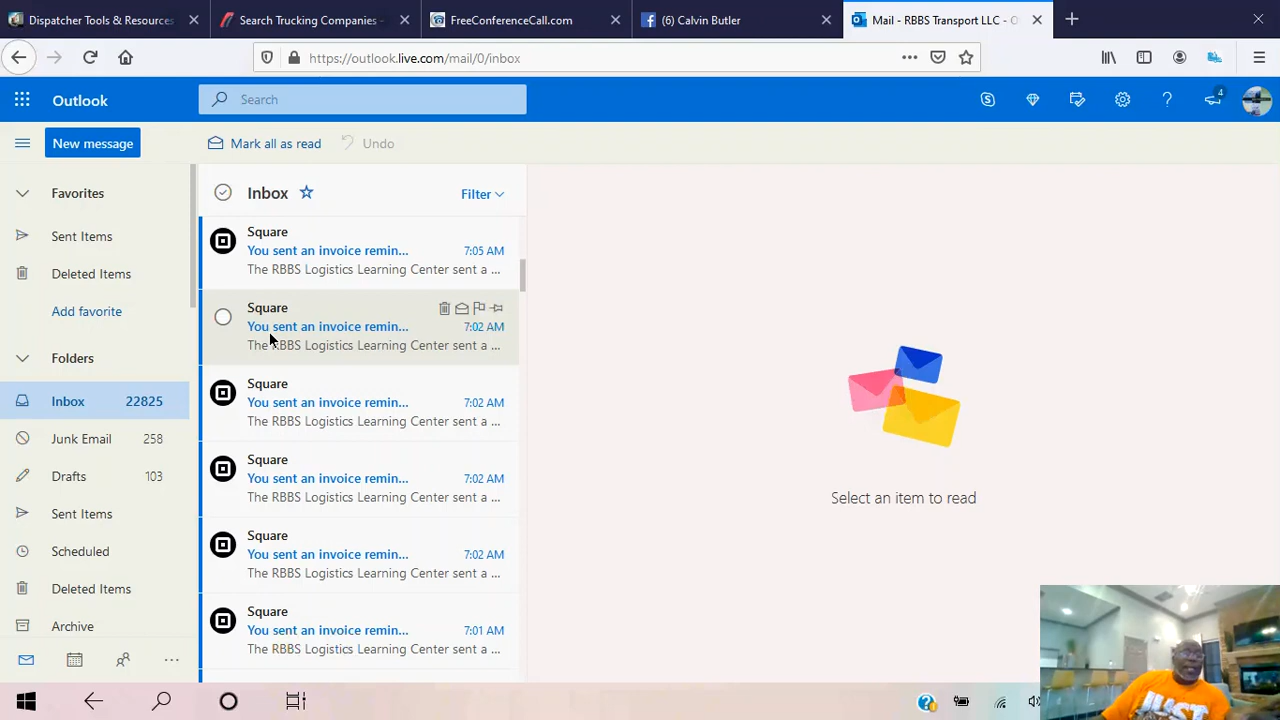 Dispatcher Tools & Resources
Search Trucking Companies -
FreeConferenceCall.com
(6) Calvin Butler
Mail - RBBS Transport LLC - O
https://outlook.live.com/mail/0/inbox
Outlook
Search
4
New message
Mark all as read
Undo
Favorites
Sent Items
Deleted Items
Add favorite
Folders
Inbox 22825
Junk Email 258
Drafts 103
Sent Items
Scheduled
Deleted Items
Archive
Inbox
Filter
Square
You sent an invoice remin... 7:05 AM
The RBBS Logistics Learning Center sent a ...
Square
You sent an invoice remin... 7:02 AM
The RBBS Logistics Learning Center sent a ...
Square
You sent an invoice remin... 7:02 AM
The RBBS Logistics Learning Center sent a ...
Square
You sent an invoice remin... 7:02 AM
The RBBS Logistics Learning Center sent a ...
Square
You sent an invoice remin... 7:02 AM
The RBBS Logistics Learning Center sent a ...
Square
You sent an invoice remin... 7:01 AM
The RBBS Logistics Learning Center sent a ...
Select an item to read
JUST